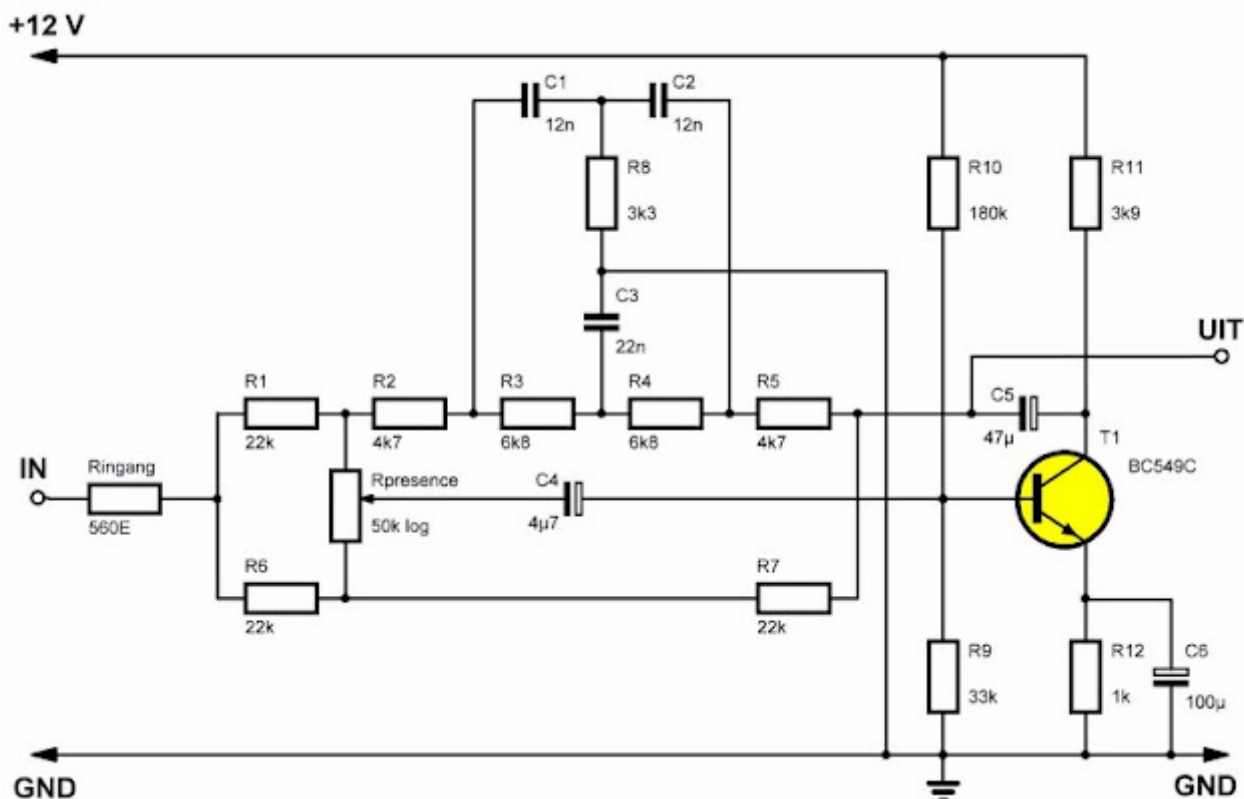 +12 V
C1
12n
C2
12n
R8
3k3
R10
180k
R11
3k9
C3
22n
UIT
R1
22k
R2
4k7
R3
6k8
R4
6k8
R5
4k7
C5
47µ
T1
BC549C
IN
Ringang
560E
Rpresence
50k log
C4
4µ7
R6
22k
R7
22k
R9
33k
R12
1k
C6
100µ
GND
GND